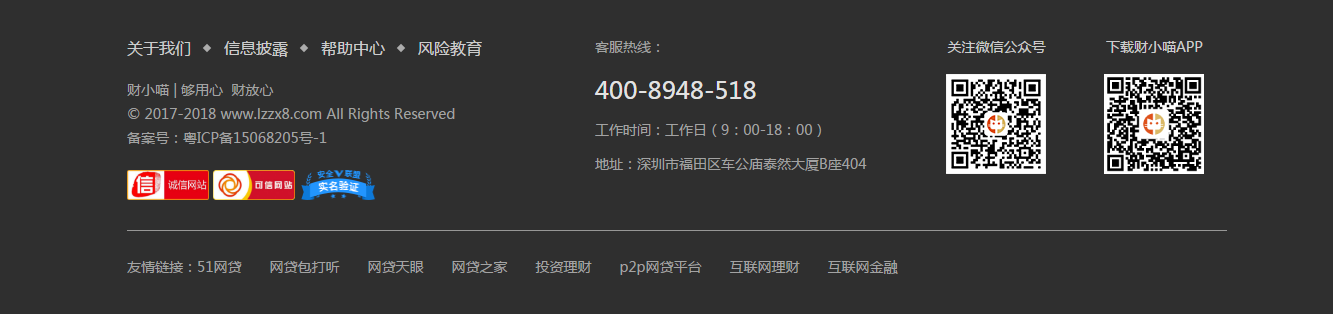 关于我们 ◆ 信息披露 ◆ 帮助中心 ◆ 风险教育
财小喵 | 够用心 财放心
© 2017-2018 www.lzzx8.com All Rights Reserved
备案号：粤ICP备15068205号-1
信 诚信网站
可信网站
安全V联盟
实名验证
客服热线：
400-8948-518
工作时间：工作日（9：00-18：00）
地址：深圳市福田区车公庙泰然大厦B座404
关注微信公众号
下载财小喵APP
友情链接：51网贷 网贷包打听 网贷天眼 网贷之家 投资理财 p2p网贷平台 互联网理财 互联网金融